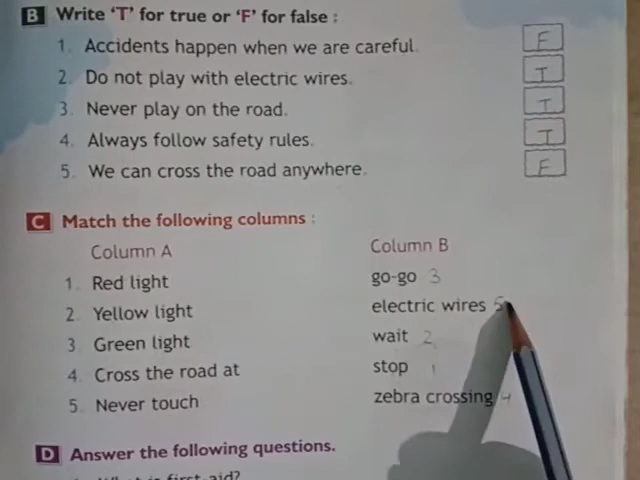 B Write ‘T’ for true or ‘F’ for false :
1. Accidents happen when we are careful. F
2. Do not play with electric wires. T
3. Never play on the road. T
4. Always follow safety rules. T
5. We can cross the road anywhere. F
C Match the following columns :
Column A Column B
1. Red light go-go 3
2. Yellow light electric wires 5
3. Green light wait 2
4. Cross the road at stop 1
5. Never touch zebra crossing 4
D Answer the following questions.
What is first aid?